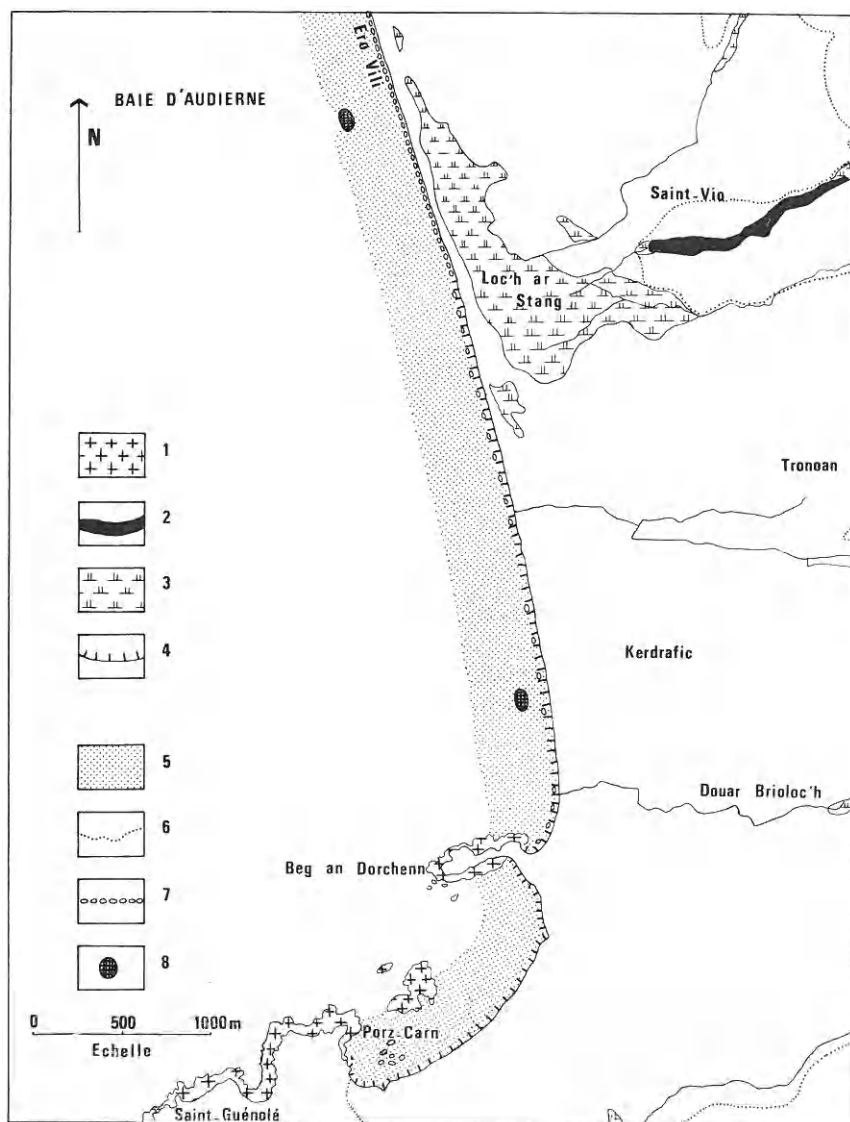 Ero Vili
BAIE D'AUDIERNE
N
Saint-Vio
Loc'h ar
Stang
1
Tronoan
2
3
4
Kerdrafic
5
Douar Brioloc'h
6
Beg an Dorchenn
7
8
0 500 1000m
Echelle
Porz-Carn
Saint-Guénolé